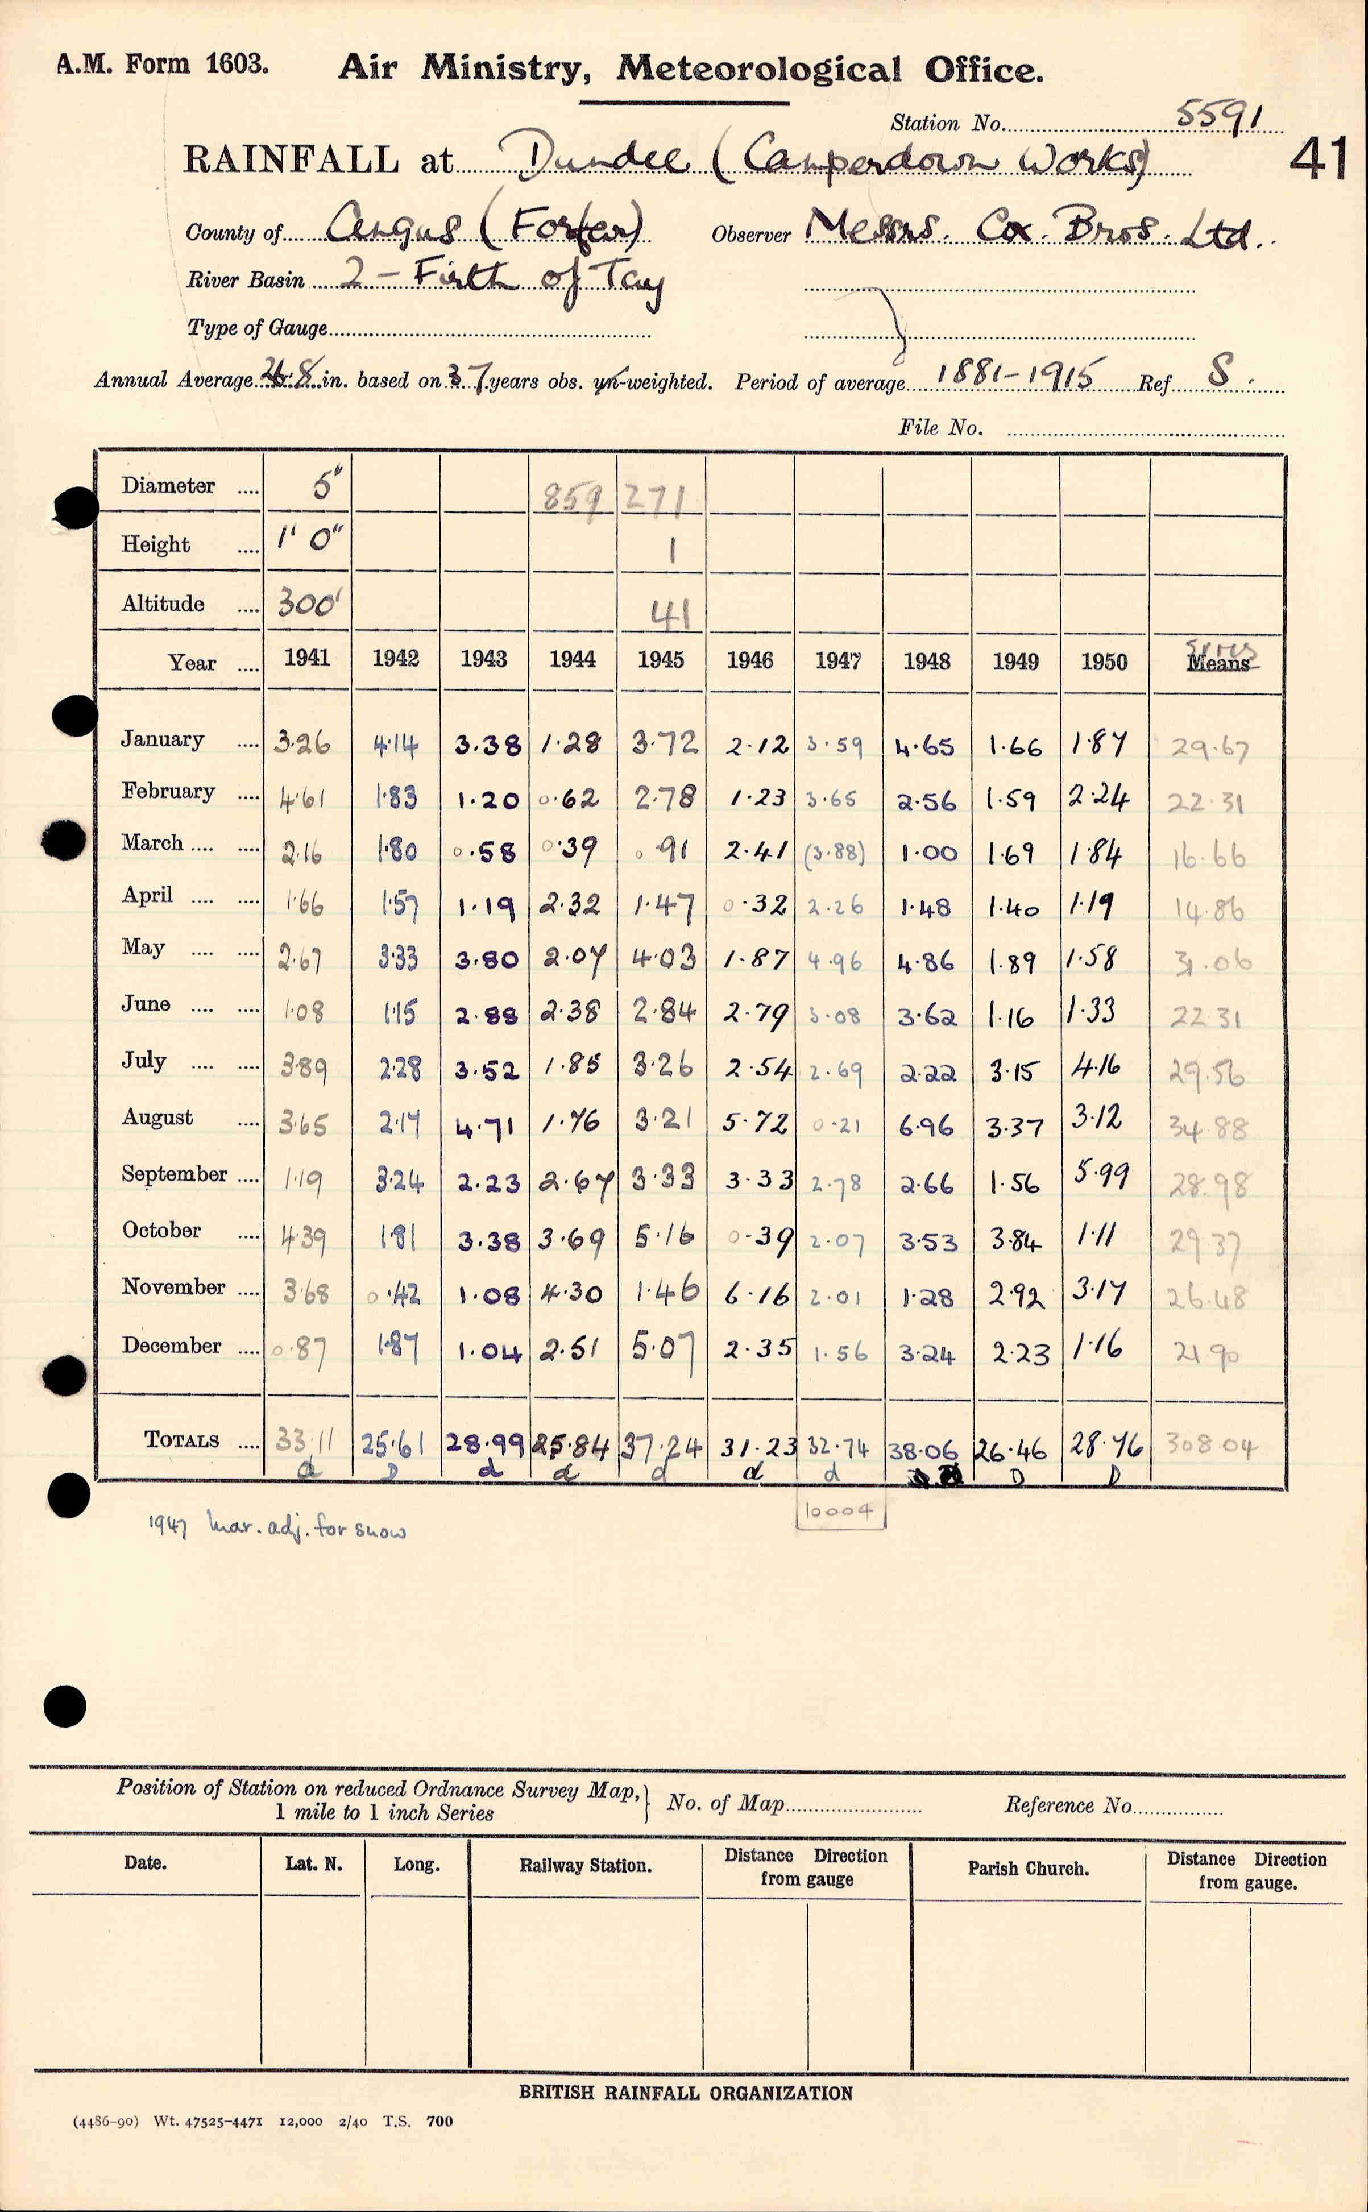 A.M. Form 1603. Air Ministry, Meteorological Office.
Station No. 5591
RAINFALL at Dundee (Camperdown Works) 41
County of Angus (Forfar) Observer Messrs. Cox. Bros. Ltd.
River Basin 2 - Firth of Tay
Type of Gauge
Annual Average 26.8 in. based on 37 years obs. un-weighted. Period of average 1881-1915 Ref. S.
File No.
Diameter .... 5" 859 271
Height .... 1' 0" 1
Altitude .... 300' 41
Year .... 1941 1942 1943 1944 1945 1946 1947 1948 1949 1950 Means
January .... 3.26 4.14 3.38 1.28 3.72 2.12 3.59 4.65 1.66 1.87 29.67
February .... 4.61 1.83 1.20 0.62 2.78 1.23 3.65 2.56 1.59 2.24 22.31
March .... .... 2.16 1.80 0.58 0.39 0.91 2.41 (3.88) 1.00 1.69 1.84 16.66
April .... .... 1.66 1.57 1.19 2.32 1.47 0.32 2.26 1.48 1.40 1.19 14.86
May .... .... 2.67 3.33 3.80 2.07 4.03 1.87 4.96 4.86 1.89 1.58 31.06
June .... .... 1.08 1.15 2.88 2.38 2.84 2.79 3.08 3.62 1.16 1.33 22.31
July .... .... 3.89 2.28 3.52 1.85 3.26 2.54 2.69 2.22 3.15 4.16 29.56
August .... 3.65 2.17 4.71 1.76 3.21 5.72 0.21 6.96 3.37 3.12 34.88
September .... 1.19 3.24 2.23 2.67 3.33 3.33 2.78 2.66 1.56 5.99 28.98
October .... 4.39 1.81 3.38 3.69 5.16 0.39 2.07 3.53 3.84 1.11 29.37
November .... 3.68 0.42 1.08 4.30 1.46 6.16 2.01 1.28 2.92 3.17 26.48
December .... 0.87 1.87 1.04 2.51 5.07 2.35 1.56 3.24 2.23 1.16 21.90
TOTALS .... 33.11 25.61 28.99 25.84 37.24 31.23 32.74 38.06 26.46 28.76 308.04
d D d d d d d D D
10004
1947 Mar. adj. for snow
Position of Station on reduced Ordnance Survey Map,
1 mile to 1 inch Series } No. of Map Reference No.
Date. Lat. N. Long. Railway Station. Distance Direction from gauge Parish Church. Distance Direction from gauge.
BRITISH RAINFALL ORGANIZATION
(4486-90) Wt. 47525-4471 12,000 2/40 T.S. 700